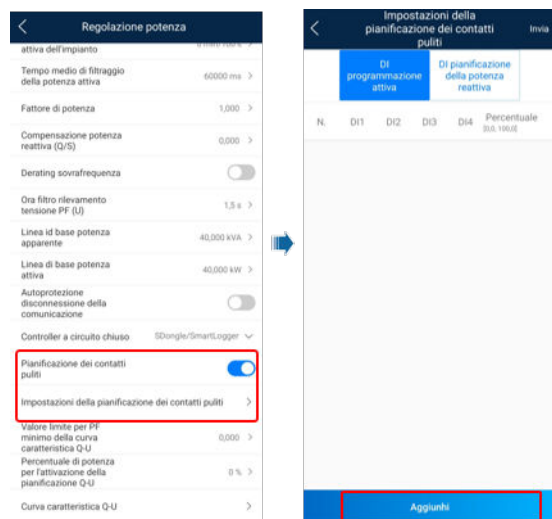 Regolazione potenza
attiva dell'impianto
Tempo medio di filtraggio
della potenza attiva
60000 ms
Fattore di potenza
1,000
Compensazione potenza
reattiva (Q/S)
0,000
Derating sovrafrequenza
Ora filtro rilevamento
tensione PF (U)
1,5 s
Linea id base potenza
apparente
40,000 kVA
Linea di base potenza
attiva
40,000 kW
Autoprotezione
disconnessione della
comunicazione
Controller a circuito chiuso
SDongle/SmartLogger
Pianificazione dei contatti
puliti
Impostazioni della pianificazione dei contatti puliti
Valore limite per PF
minimo della curva
caratteristica Q-U
0,000
Percentuale di potenza
per l'attivazione della
pianificazione Q-U
0 %
Curva caratteristica Q-U
Impostazioni della
pianificazione dei contatti
puliti
Invia
DI
programmazione
attiva
DI pianificazione
della potenza
reattiva
N. DI1 DI2 DI3 DI4 Percentuale
[0,0, 100,0]
Aggiunhi